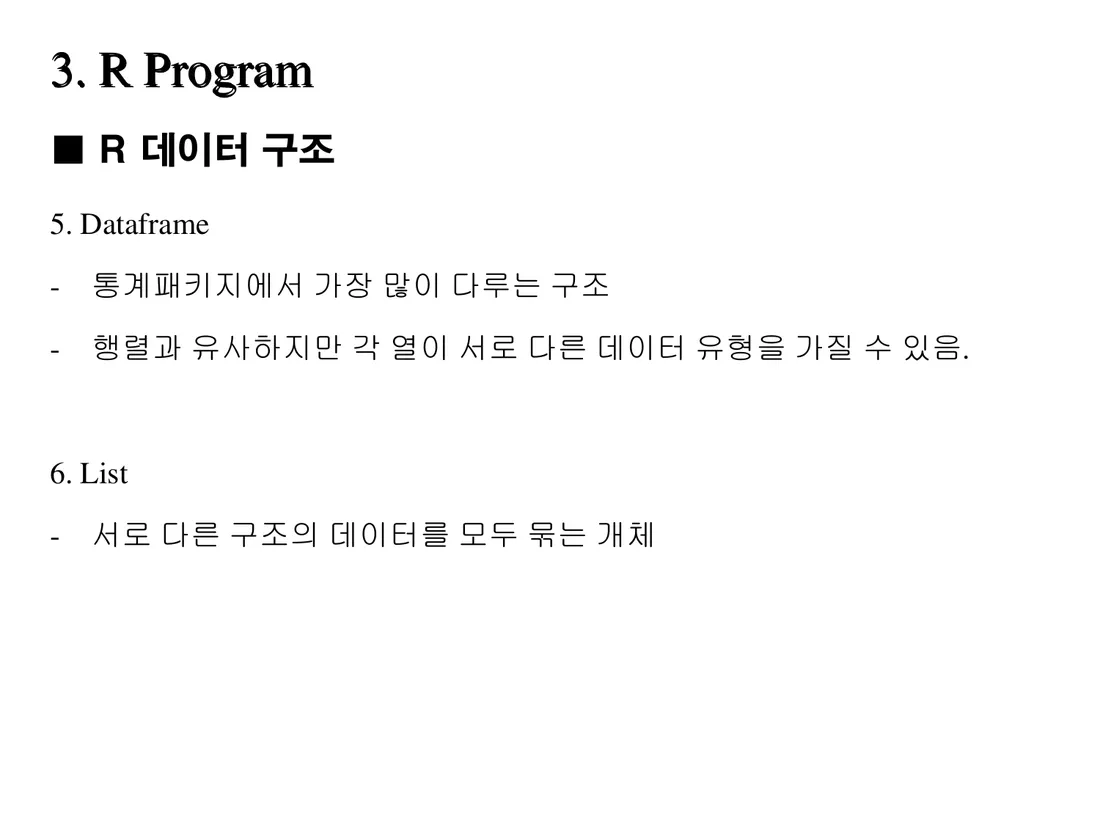 3. R Program
■ R 데이터 구조
5. Dataframe
- 통계패키지에서 가장 많이 다루는 구조
- 행렬과 유사하지만 각 열이 서로 다른 데이터 유형을 가질 수 있음.
6. List
- 서로 다른 구조의 데이터를 모두 묶는 개체